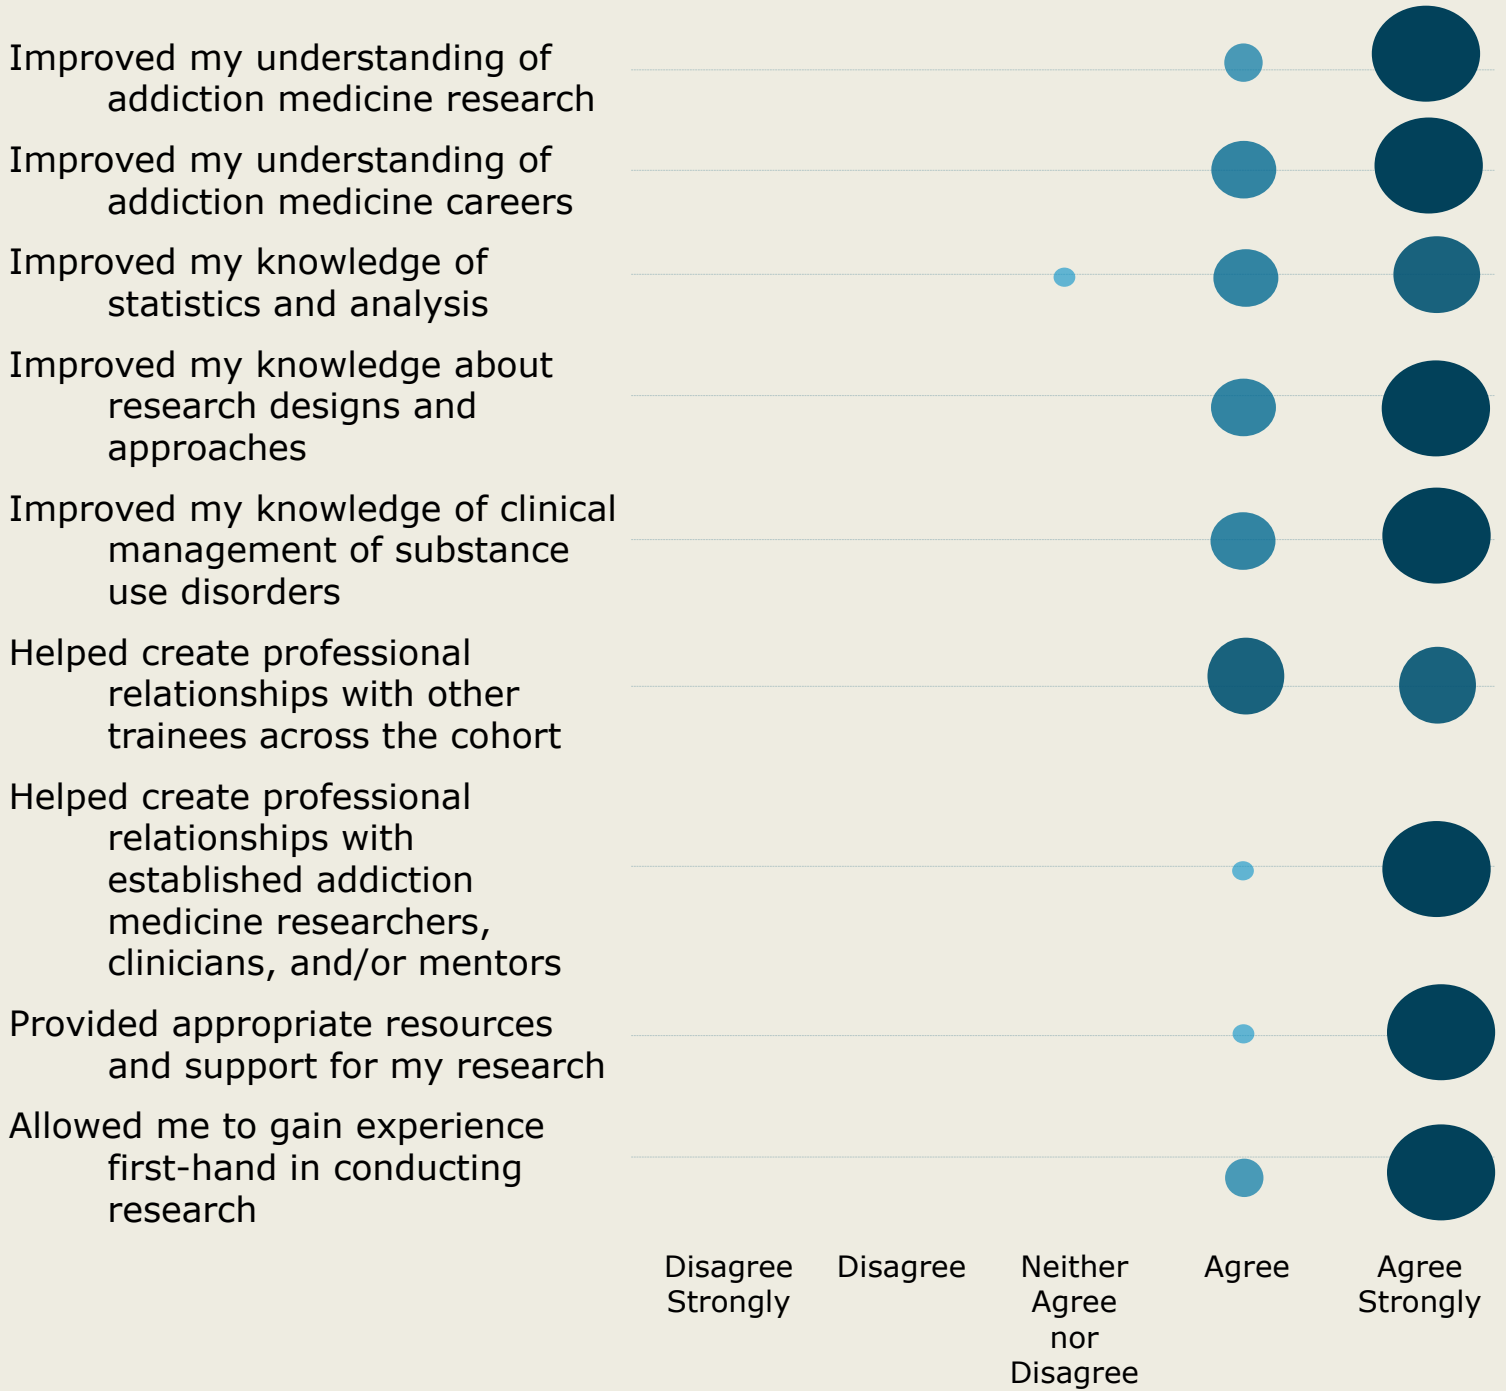 Improved my understanding of
addiction medicine research
Improved my understanding of
addiction medicine careers
Improved my knowledge of
statistics and analysis
Improved my knowledge about
research designs and
approaches
Improved my knowledge of clinical
management of substance
use disorders
Helped create professional
relationships with other
trainees across the cohort
Helped create professional
relationships with
established addiction
medicine researchers,
clinicians, and/or mentors
Provided appropriate resources
and support for my research
Allowed me to gain experience
first-hand in conducting
research
Disagree
Strongly
Disagree
Neither
Agree
nor
Disagree
Agree
Agree
Strongly